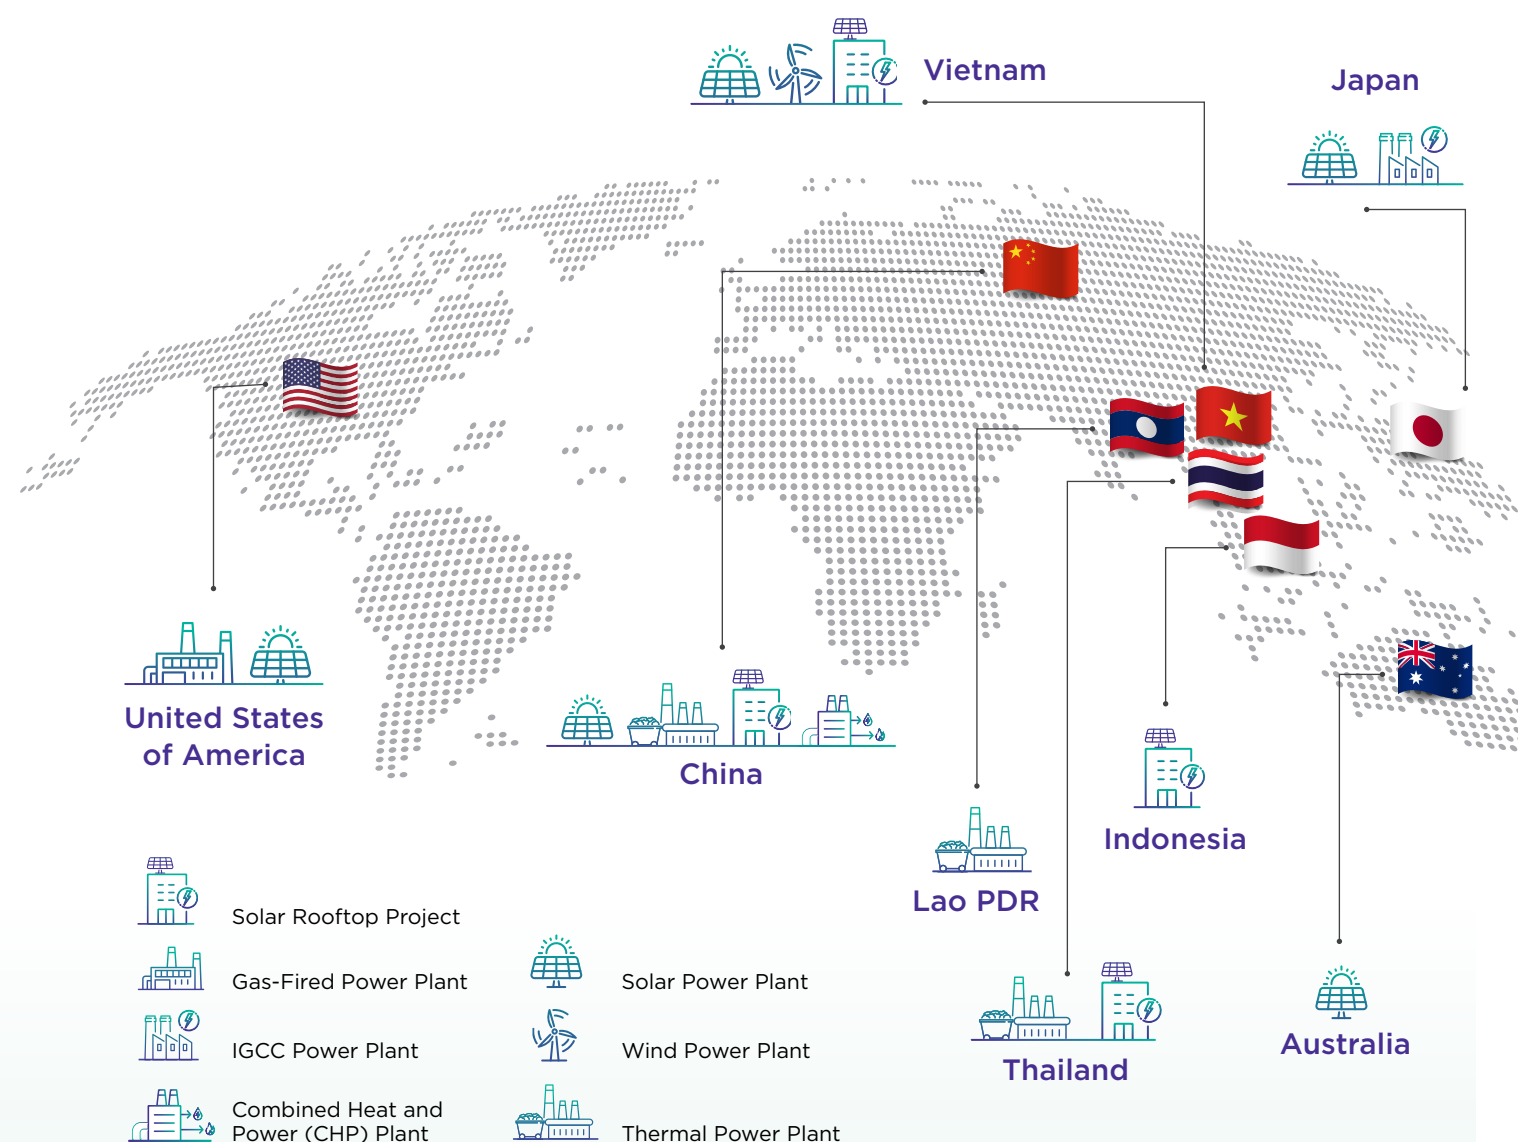 Vietnam
Japan
United States
of America
China
Indonesia
Lao PDR
Thailand
Australia
Solar Rooftop Project
Gas-Fired Power Plant
IGCC Power Plant
Combined Heat and
Power (CHP) Plant
Solar Power Plant
Wind Power Plant
Thermal Power Plant